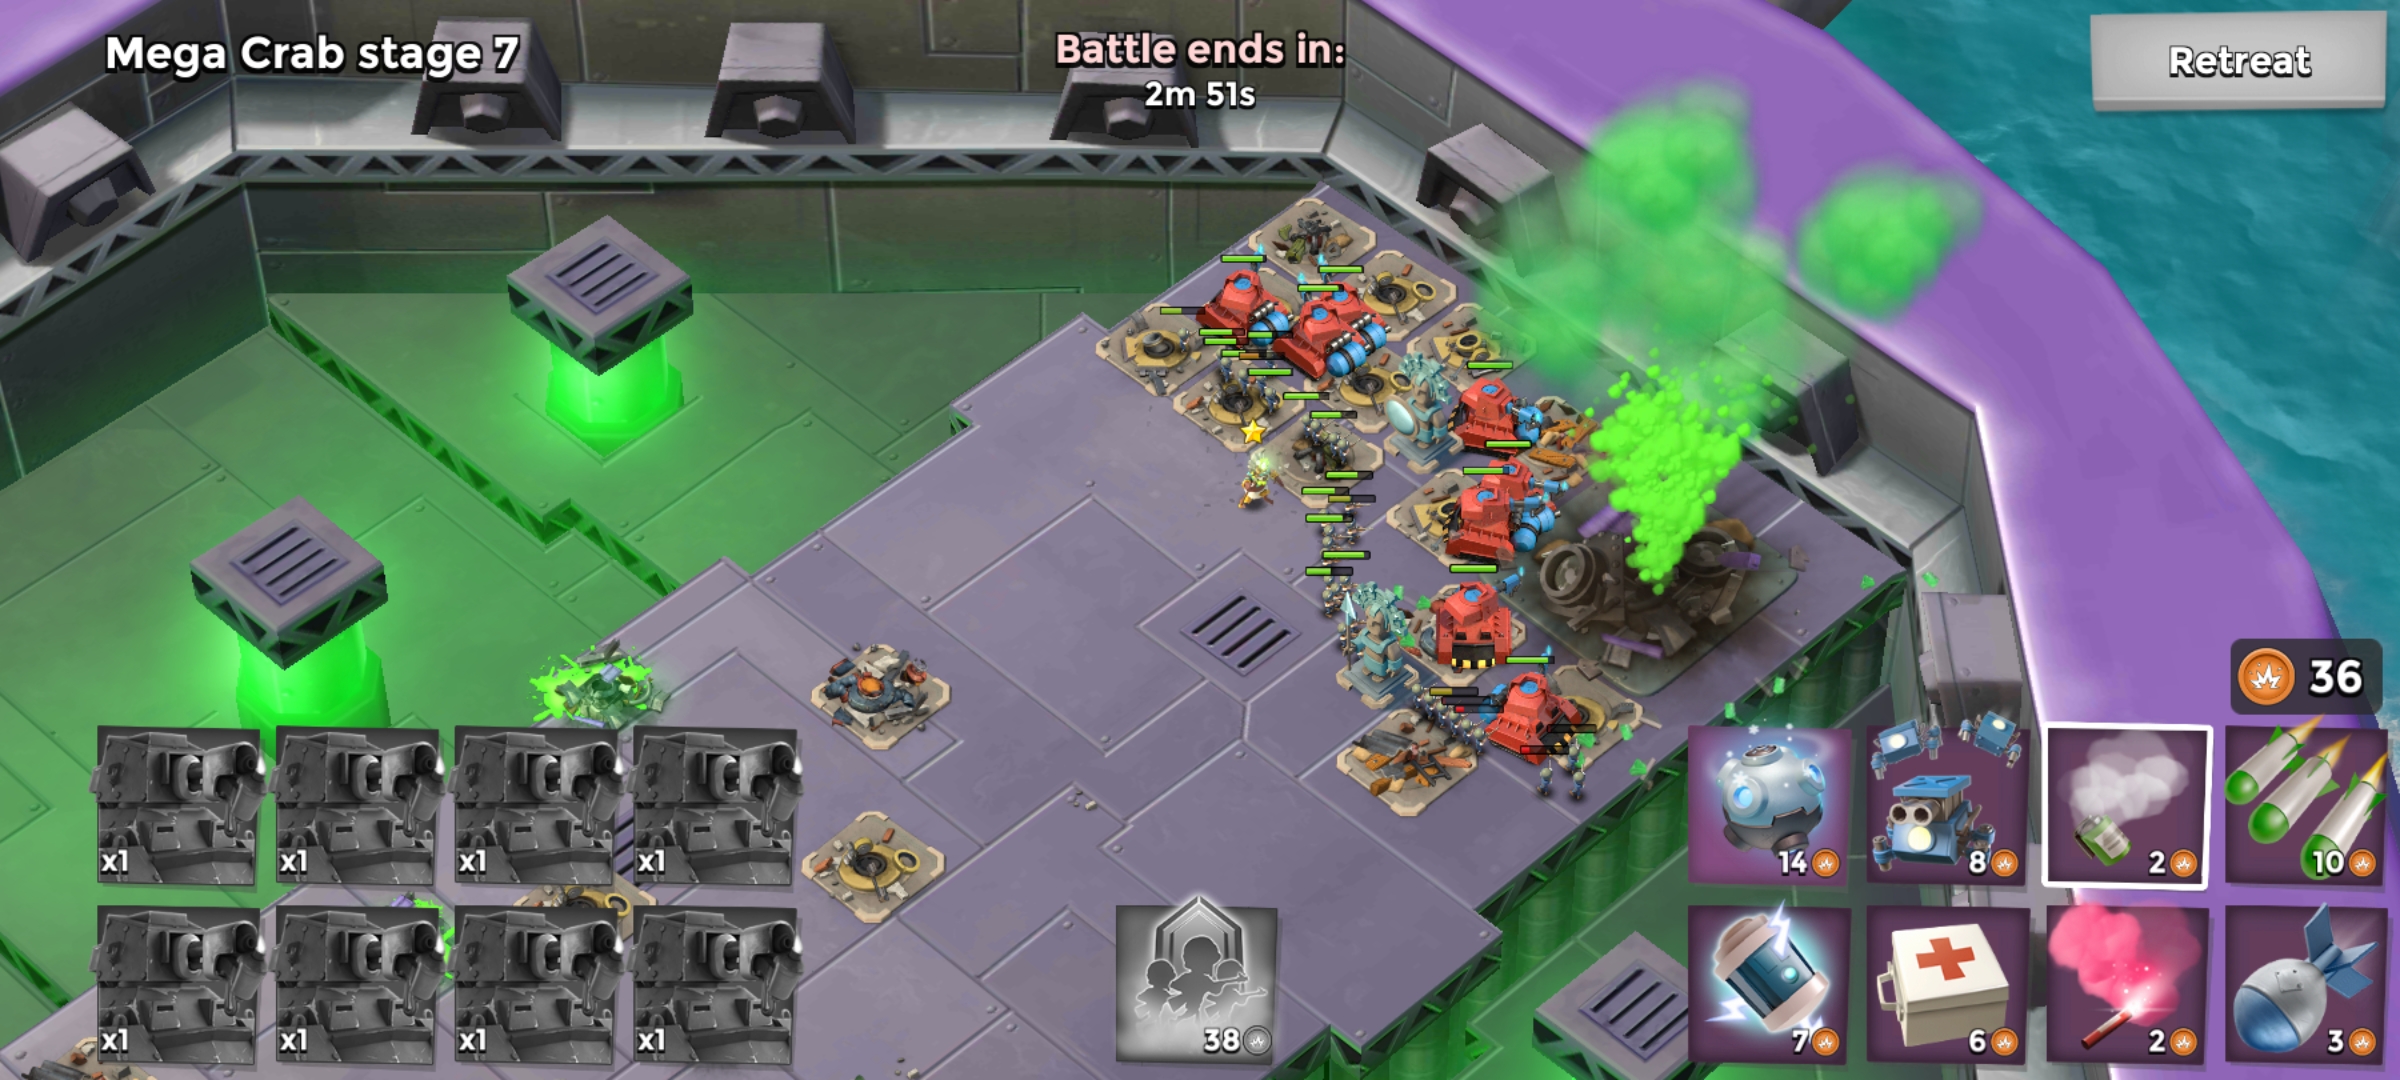 Mega Crab stage 7
Battle ends in:
2m 51s
Retreat
36
x1
x1
x1
x1
14
8
2
10
x1
x1
x1
x1
38
7
6
2
3